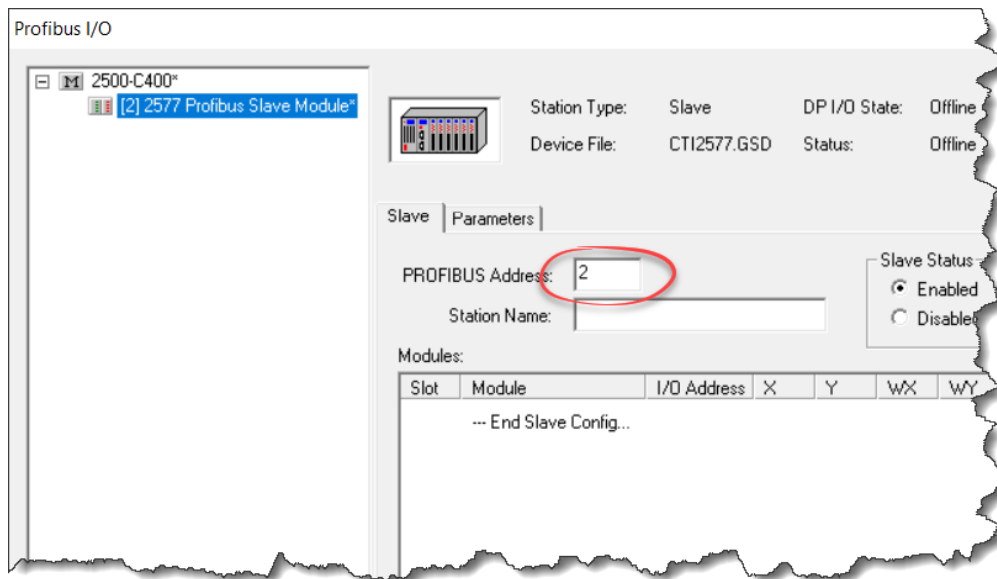 Profibus I/O
2500-C400*
[2] 2577 Profibus Slave Module*
Station Type: Slave DP I/O State: Offline
Device File: CTI2577.GSD Status: Offline
Slave Parameters
PROFIBUS Address: 2
Slave Status
Enabled
Station Name:
Disabled
Modules:
Slot Module I/O Address X Y WX WY
--- End Slave Config...